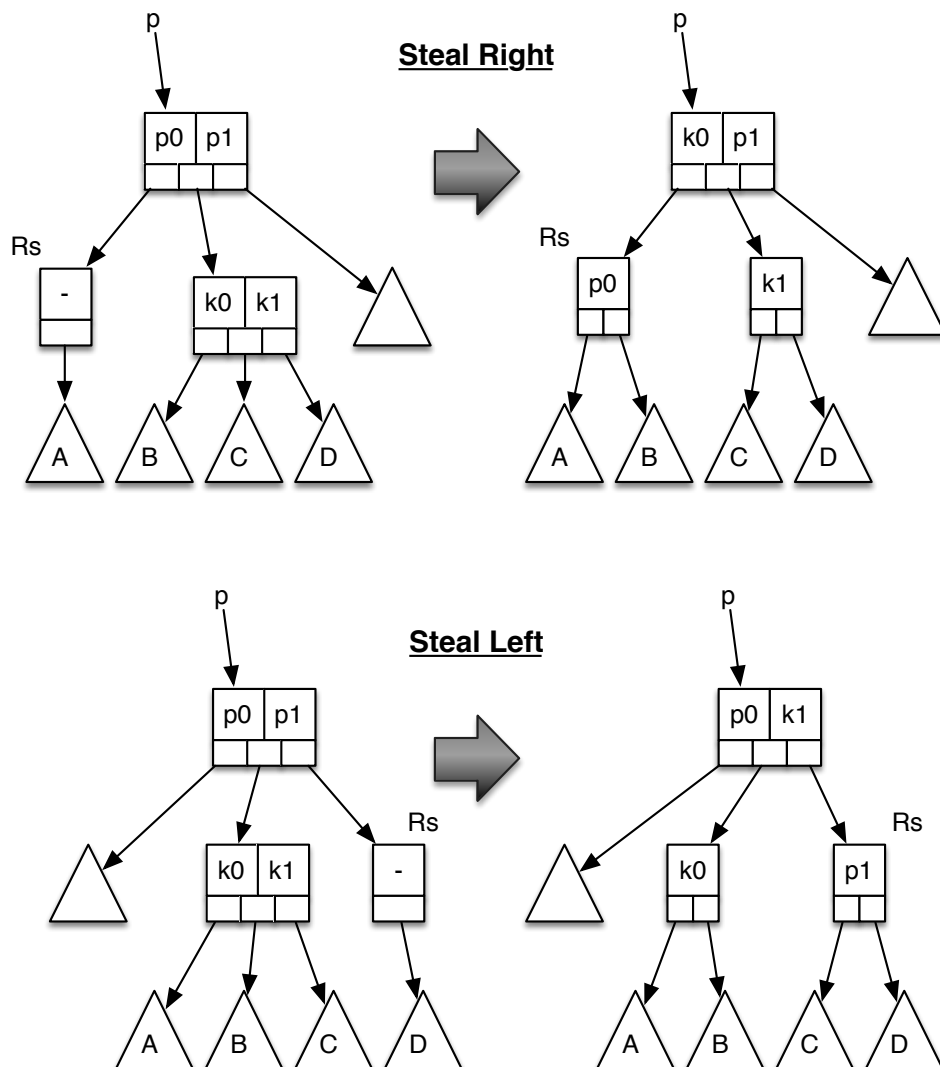 p
p
Steal Right
p0 p1
k0 p1
Rs
Rs
-
k0 k1
p0
k1
A B C D
A B C D
p
p
Steal Left
p0 p1
p0 k1
Rs
Rs
k0 k1
-
k0
p1
A B C D
A B C D